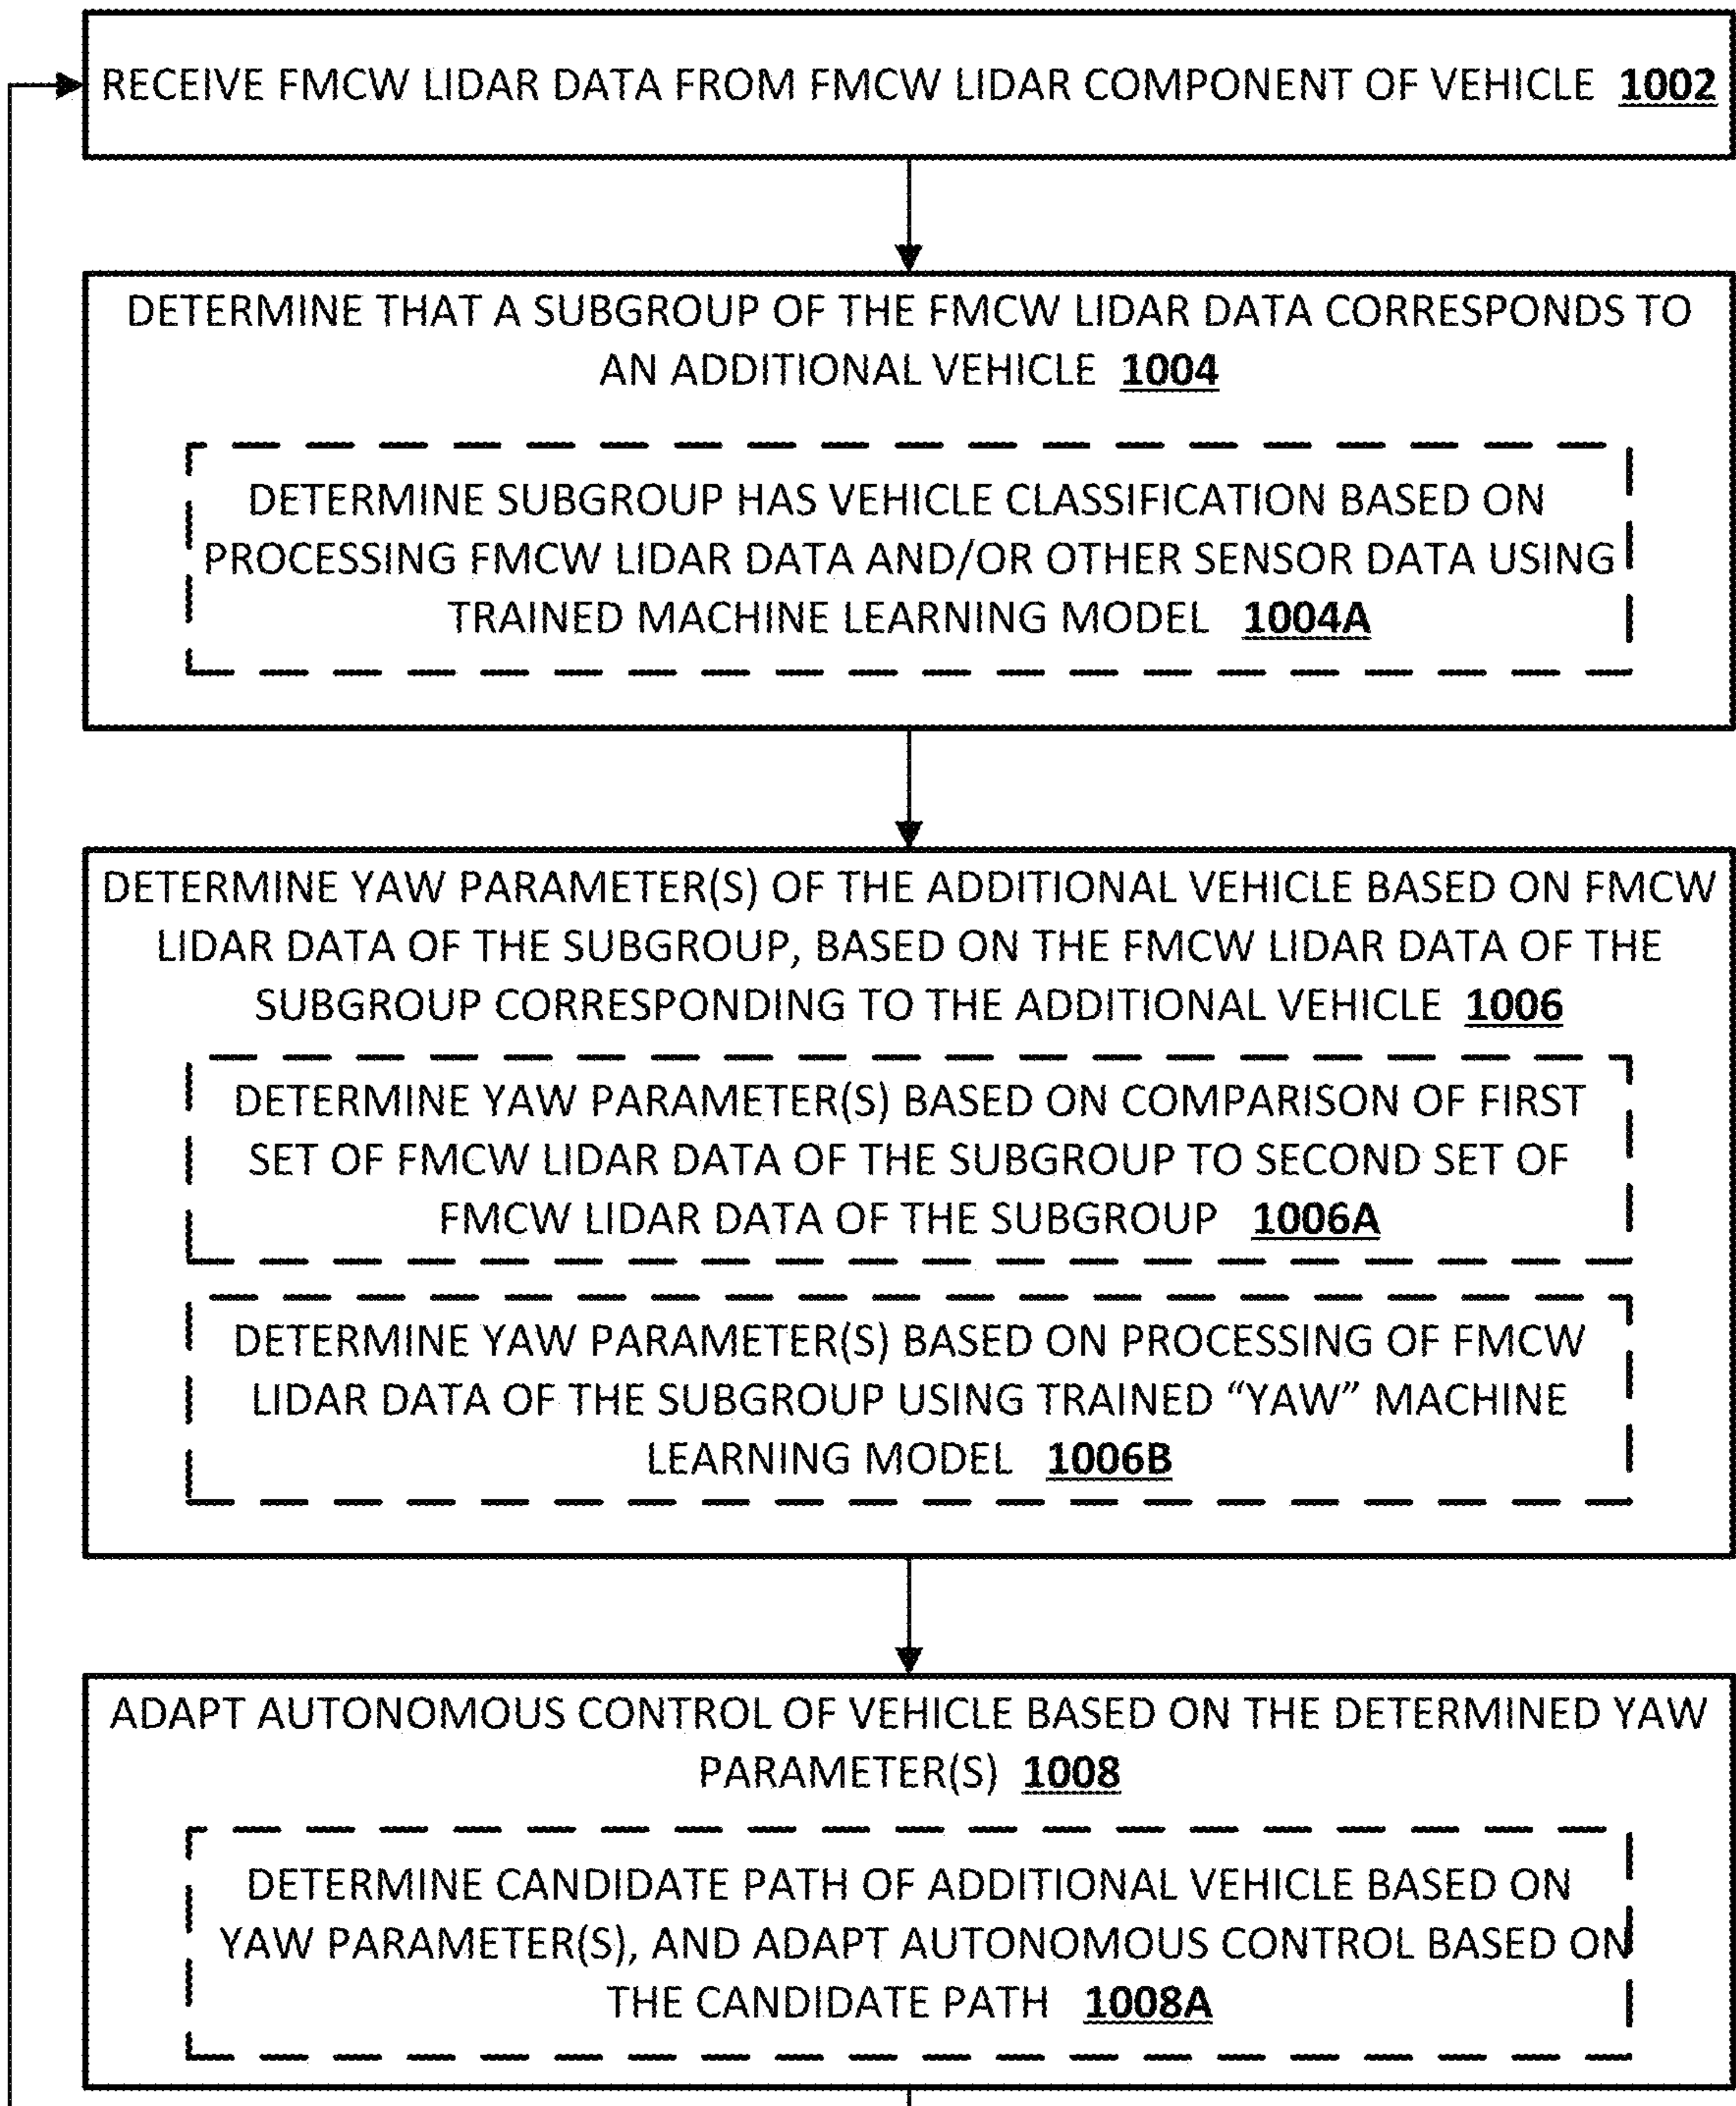 RECEIVE FMCW LIDAR DATA FROM FMCW LIDAR COMPONENT OF VEHICLE 1002
DETERMINE THAT A SUBGROUP OF THE FMCW LIDAR DATA CORRESPONDS TO
AN ADDITIONAL VEHICLE 1004
DETERMINE SUBGROUP HAS VEHICLE CLASSIFICATION BASED ON
PROCESSING FMCW LIDAR DATA AND/OR OTHER SENSOR DATA USING
TRAINED MACHINE LEARNING MODEL 1004A
DETERMINE YAW PARAMETER(S) OF THE ADDITIONAL VEHICLE BASED ON FMCW
LIDAR DATA OF THE SUBGROUP, BASED ON THE FMCW LIDAR DATA OF THE
SUBGROUP CORRESPONDING TO THE ADDITIONAL VEHICLE 1006
DETERMINE YAW PARAMETER(S) BASED ON COMPARISON OF FIRST
SET OF FMCW LIDAR DATA OF THE SUBGROUP TO SECOND SET OF
FMCW LIDAR DATA OF THE SUBGROUP 1006A
DETERMINE YAW PARAMETER(S) BASED ON PROCESSING OF FMCW
LIDAR DATA OF THE SUBGROUP USING TRAINED “YAW” MACHINE
LEARNING MODEL 1006B
ADAPT AUTONOMOUS CONTROL OF VEHICLE BASED ON THE DETERMINED YAW
PARAMETER(S) 1008
DETERMINE CANDIDATE PATH OF ADDITIONAL VEHICLE BASED ON
YAW PARAMETER(S), AND ADAPT AUTONOMOUS CONTROL BASED ON
THE CANDIDATE PATH 1008A